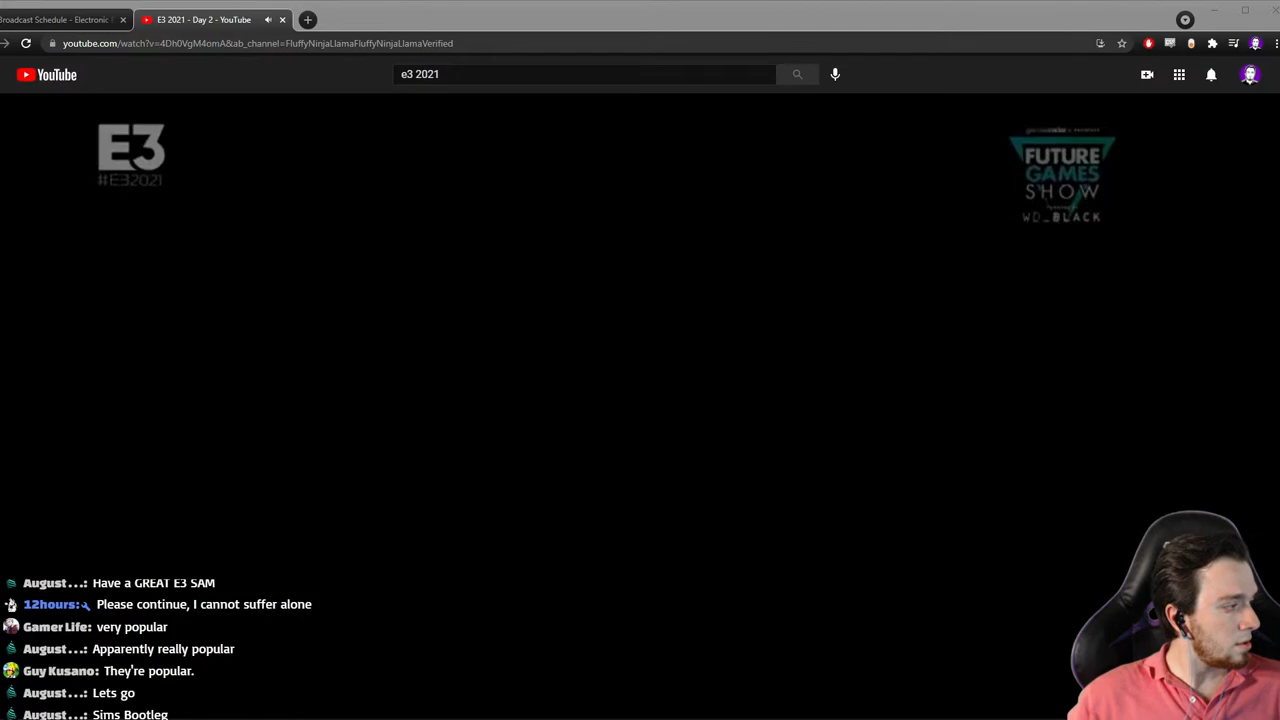 Broadcast Schedule - Electronic
E3 2021 - Day 2 - YouTube
youtube.com/watch?v=4Dh0VgM4omA&ab_channel=FluffyNinjaLlamaFluffyNinjaLlamaVerified
YouTube
e3 2021
E3
#E32021
FUTURE
GAMES
SHOW
WD_BLACK
August...: Have a GREAT E3 SAM
12hours: Please continue, I cannot suffer alone
Gamer Life: very popular
August...: Apparently really popular
Guy Kusano: They're popular.
August...: Lets go
August...: Sims Bootleg